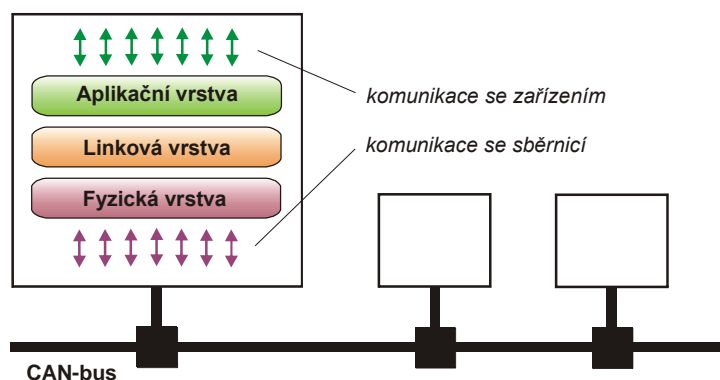 Aplikační vrstva
komunikace se zařízením
Linková vrstva
komunikace se sběrnicí
Fyzická vrstva
CAN-bus